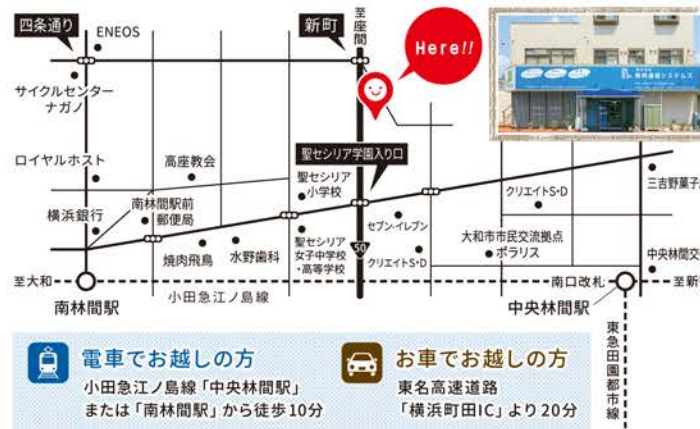 四条通り
ENEOS
新町
至座間
Here!!
サイクルセンター
ナガノ
ロイヤルホスト
高座教会
聖セシリア学園入り口
聖セシリア
小学校
クリエイトS・D
三吉野菓子
横浜銀行
南林間駅前
郵便局
セブン-イレブン
焼肉飛鳥
水野歯科
聖セシリア
女子中学校
・高等学校
50
クリエイトS・D
大和市市民交流拠点
ポラリス
中央林間交
至大和
南林間駅
小田急江ノ島線
南口改札
中央林間駅
東急田園都市線
電車でお越しの方
小田急江ノ島線「中央林間駅」
または「南林間駅」から徒歩10分
お車でお越しの方
東名高速道路
「横浜町田IC」より20分